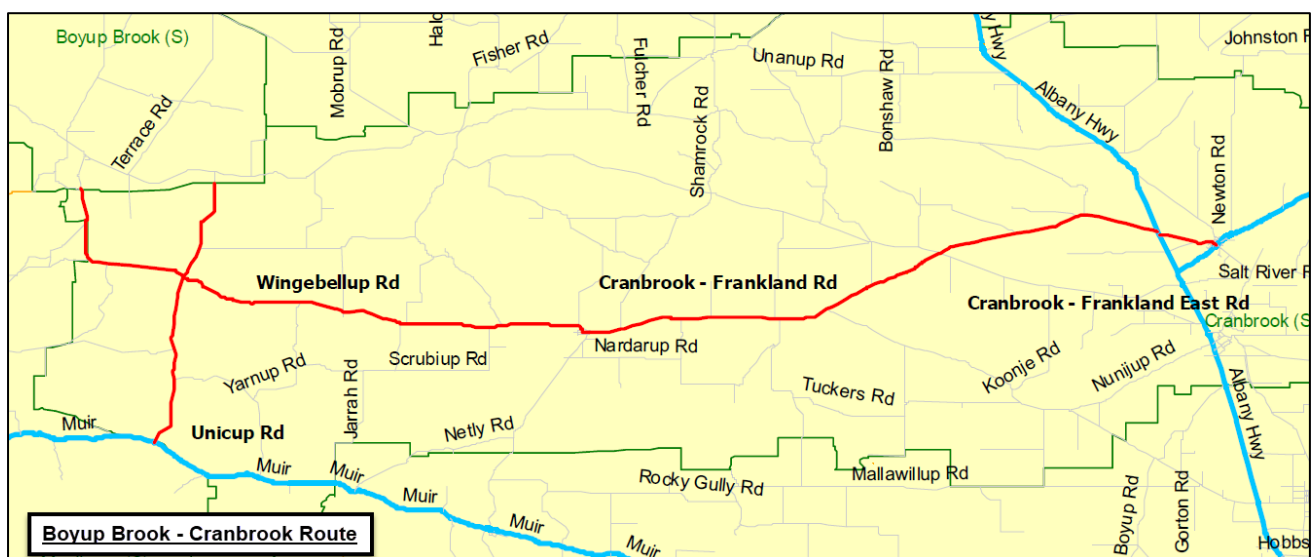 Boyup Brook (S)
Terrace Rd
Mobrup Rd
Fisher Rd
Fulcher Rd
Shamrock Rd
Unanup Rd
Bonshaw Rd
y Hwy
Albany Hwy
Johnston R
Newton Rd
Salt River R
Wingebellup Rd
Cranbrook - Frankland Rd
Cranbrook - Frankland East Rd
Cranbrook (S
Nardarup Rd
Scrubiup Rd
Yarnup Rd
Jarrah Rd
Koonje Rd
Nunijup Rd
Tuckers Rd
Albany Hwy
Unicup Rd
Netly Rd
Muir
Muir
Muir
Muir
Muir
Rocky Gully Rd
Mallawillup Rd
Boyup Rd
Gorton Rd
Hobbs
Boyup Brook - Cranbrook Route